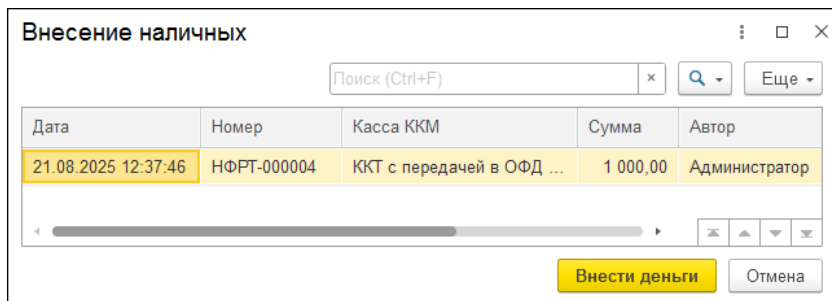 Внесение наличных
Поиск (Ctrl+F) × Еще
Дата Номер Касса ККМ Сумма Автор
21.08.2025 12:37:46 НФРТ-000004 ККТ с передачей в ОФД ... 1 000,00 Администратор
Внести деньги Отмена